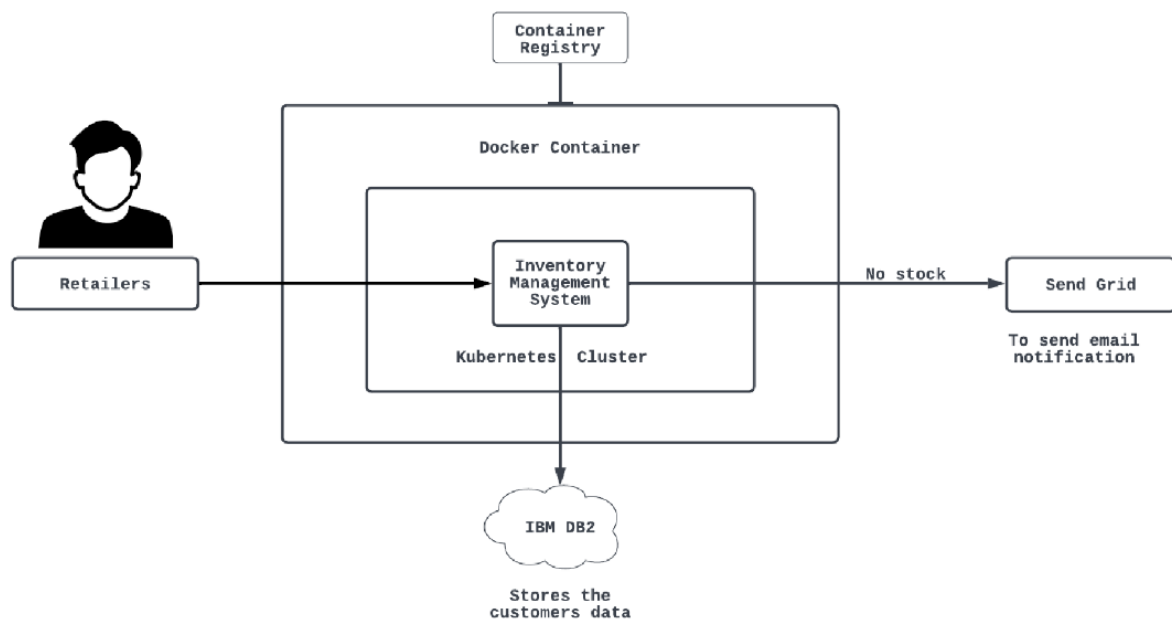 Container
Registry
Docker Container
Retailers
Inventory
Management
System
No stock
Send Grid
To send email
notification
Kubernetes Cluster
IBM DB2
Stores the
customers data